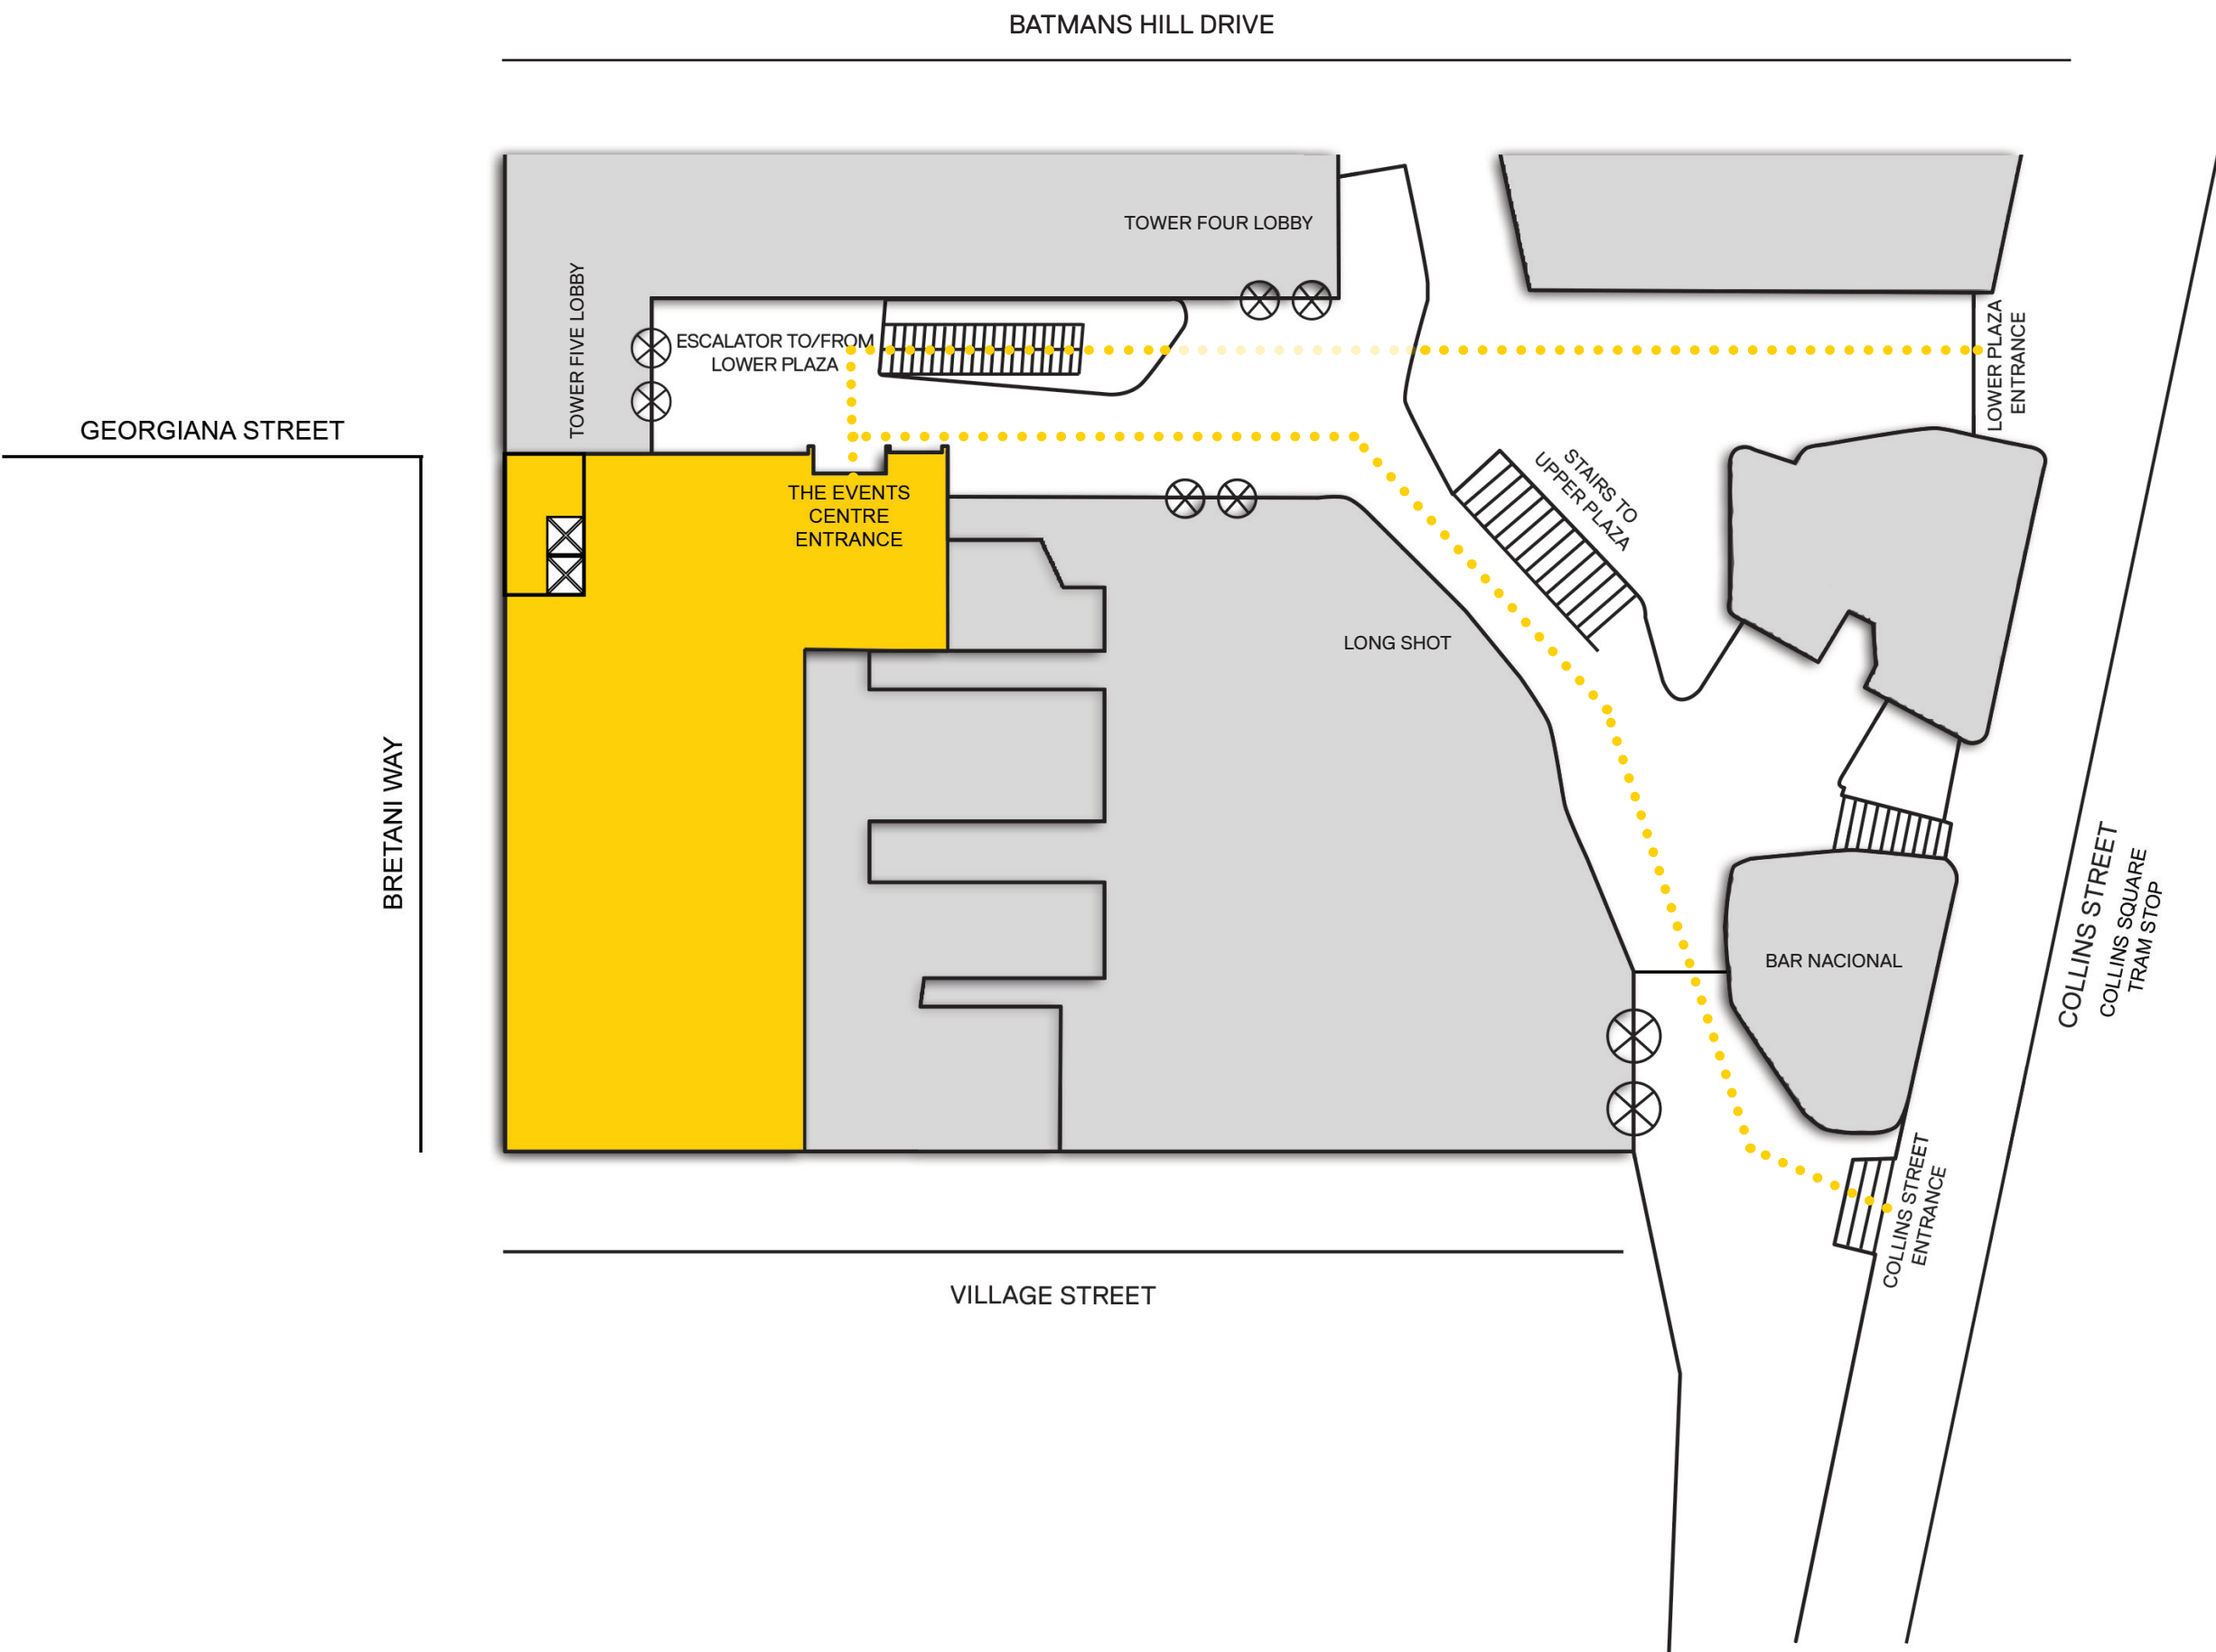 BATMANS HILL DRIVE
TOWER FOUR LOBBY
TOWER FIVE LOBBY
ESCALATOR TO/FROM
LOWER PLAZA
LOWER PLAZA
ENTRANCE
GEORGIANA STREET
STAIRS TO
UPPER PLAZA
THE EVENTS
CENTRE
ENTRANCE
LONG SHOT
BRETANI WAY
BAR NACIONAL
COLLINS STREET
COLLINS SQUARE
TRAM STOP
COLLINS STREET
ENTRANCE
VILLAGE STREET